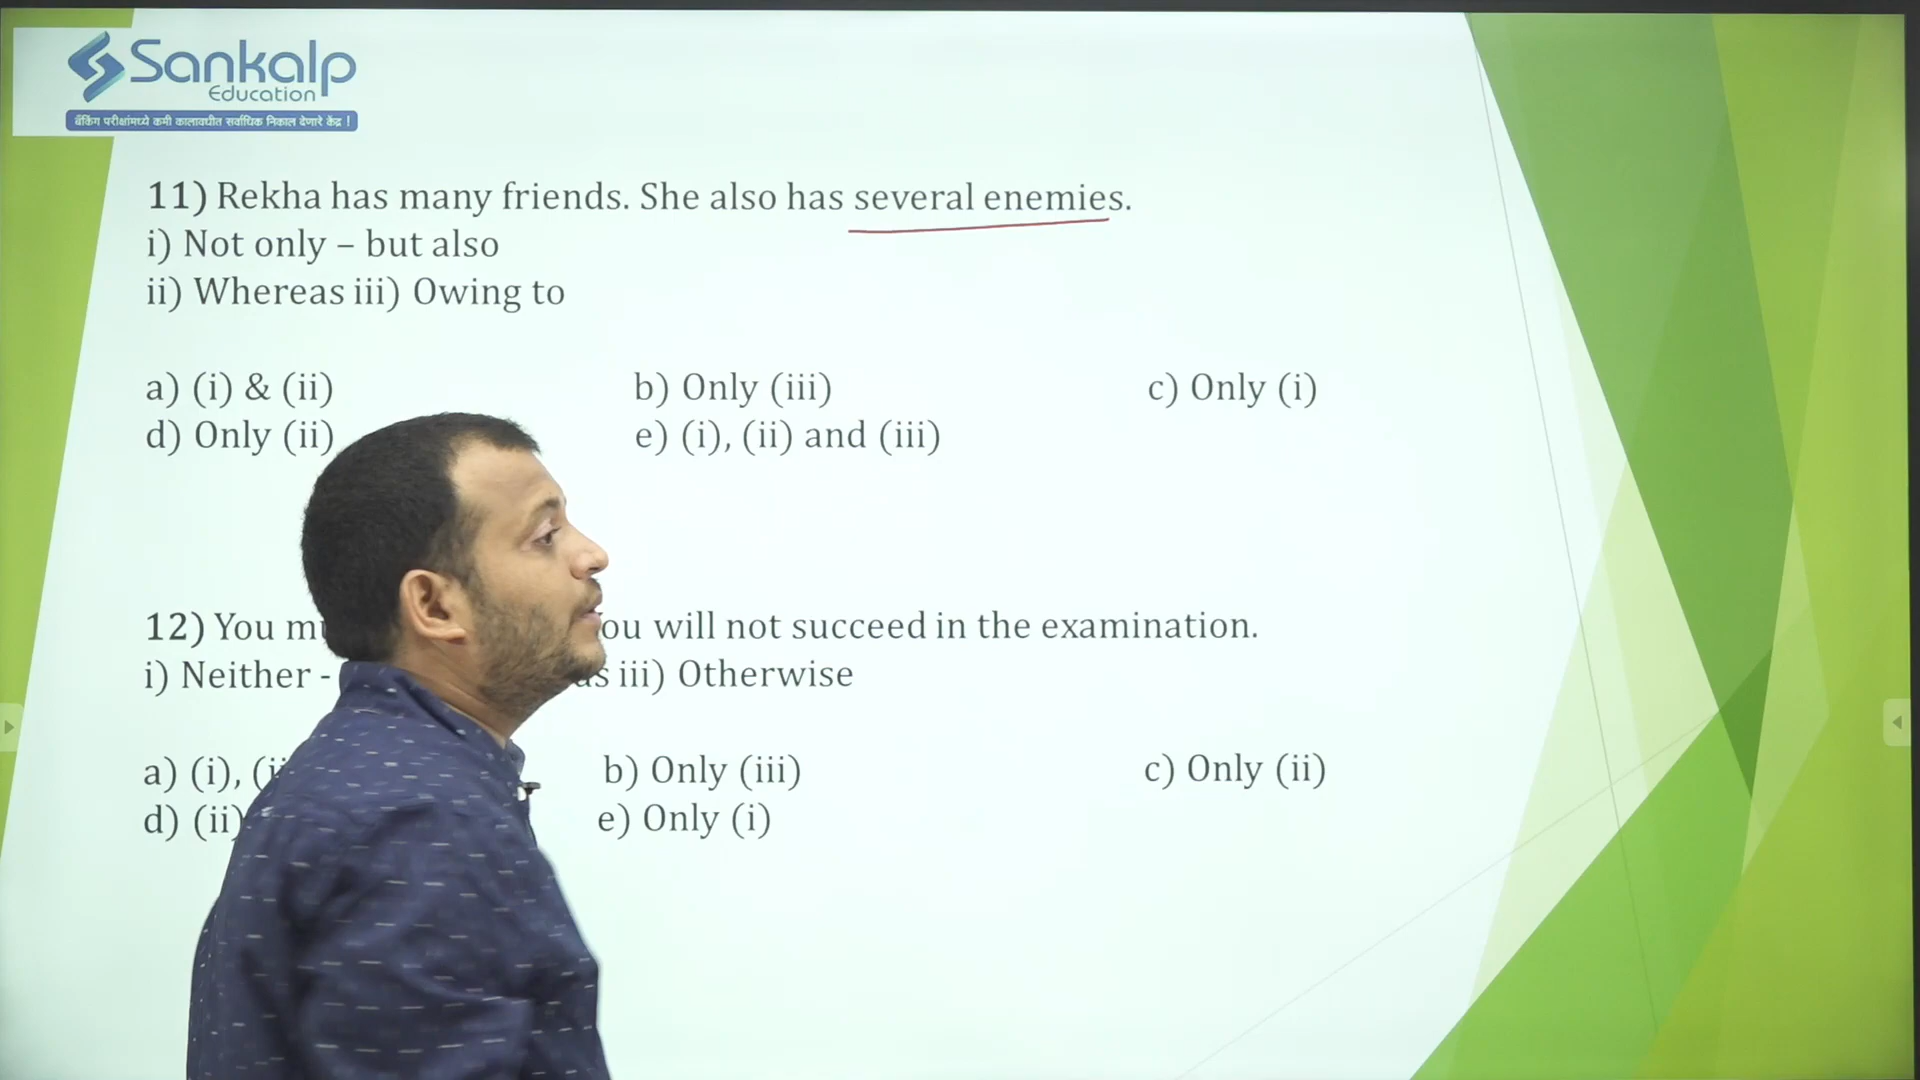 Sankalp
Education
बँकिंग परीक्षांमध्ये कमी कालावधीत सर्वाधिक निकाल देणारे केंद्र !
11) Rekha has many friends. She also has several enemies.
i) Not only – but also
ii) Whereas iii) Owing to
a) (i) & (ii) b) Only (iii) c) Only (i)
d) Only (ii) e) (i), (ii) and (iii)
12) You will not succeed in the examination.
i) Neither - iii) Otherwise
a) (i), b) Only (iii) c) Only (ii)
d) (ii) e) Only (i)